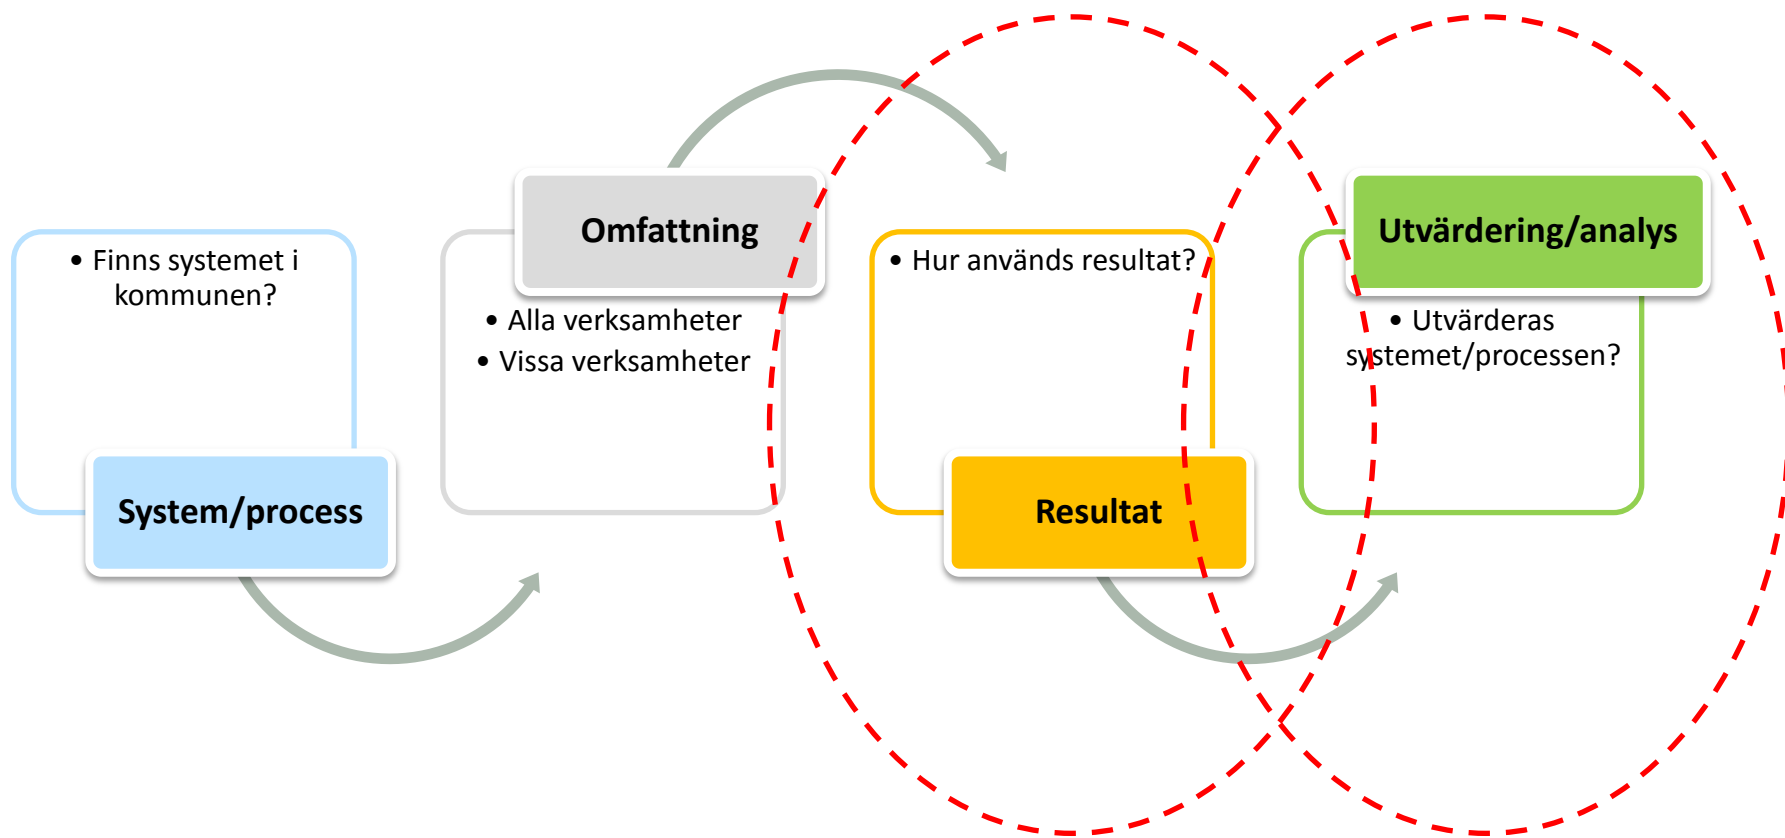 • Finns systemet i
kommunen?
System/process
Omfattning
• Alla verksamheter
• Vissa verksamheter
• Hur används resultat?
Resultat
Utvärdering/analys
• Utvärderas
systemet/processen?